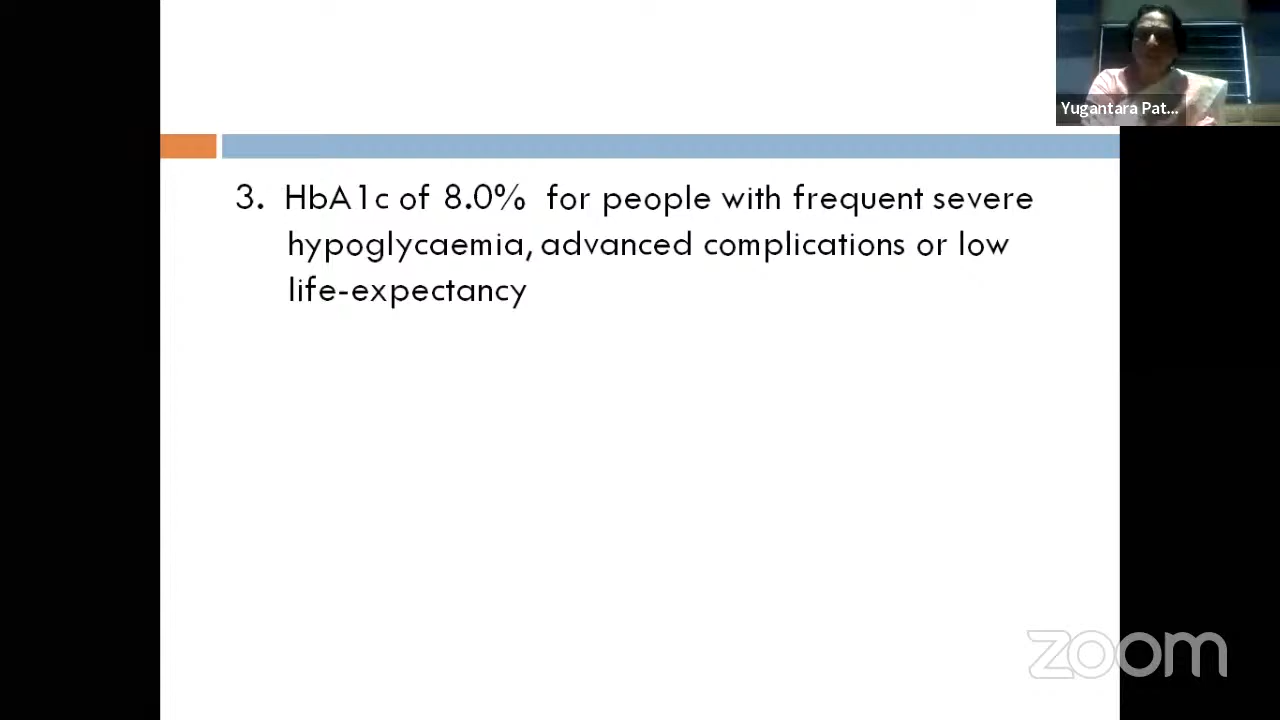 Yugantara Pat...
3. HbA1c of 8.0% for people with frequent severe
hypoglycaemia, advanced complications or low
life-expectancy
zoom